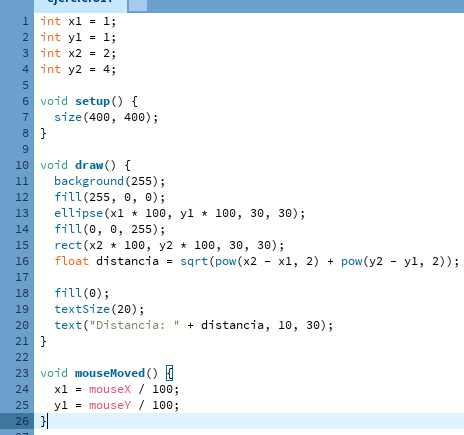 1 int x1 = 1;
2 int y1 = 1;
3 int x2 = 2;
4 int y2 = 4;
5
6 void setup() {
7   size(400, 400);
8 }
9
10 void draw() {
11   background(255);
12   fill(255, 0, 0);
13   ellipse(x1 * 100, y1 * 100, 30, 30);
14   fill(0, 0, 255);
15   rect(x2 * 100, y2 * 100, 30, 30);
16   float distancia = sqrt(pow(x2 - x1, 2) + pow(y2 - y1, 2));
17
18   fill(0);
19   textSize(20);
20   text("Distancia: " + distancia, 10, 30);
21 }
22
23 void mouseMoved() {
24   x1 = mouseX / 100;
25   y1 = mouseY / 100;
26 }